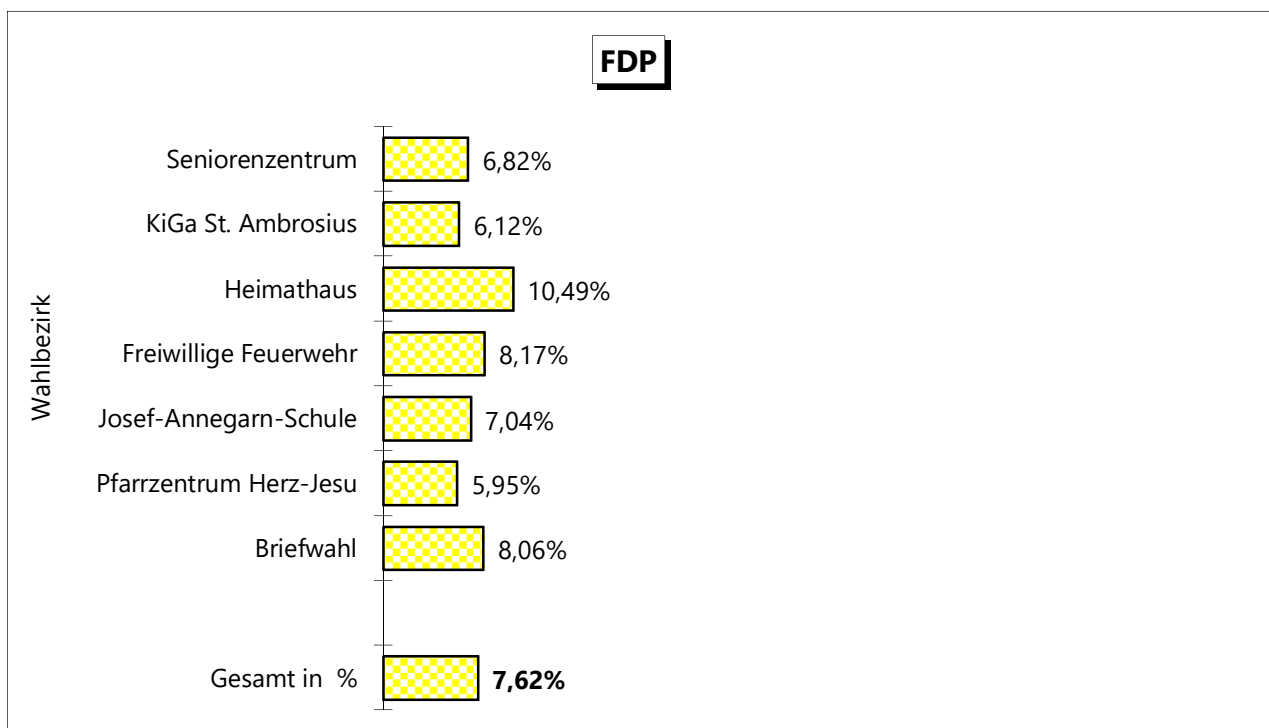 FDP
Wahlbezirk
Seniorenzentrum 6,82%
KiGa St. Ambrosius 6,12%
Heimathaus 10,49%
Freiwillige Feuerwehr 8,17%
Josef-Annegarn-Schule 7,04%
Pfarrzentrum Herz-Jesu 5,95%
Briefwahl 8,06%
Gesamt in % 7,62%